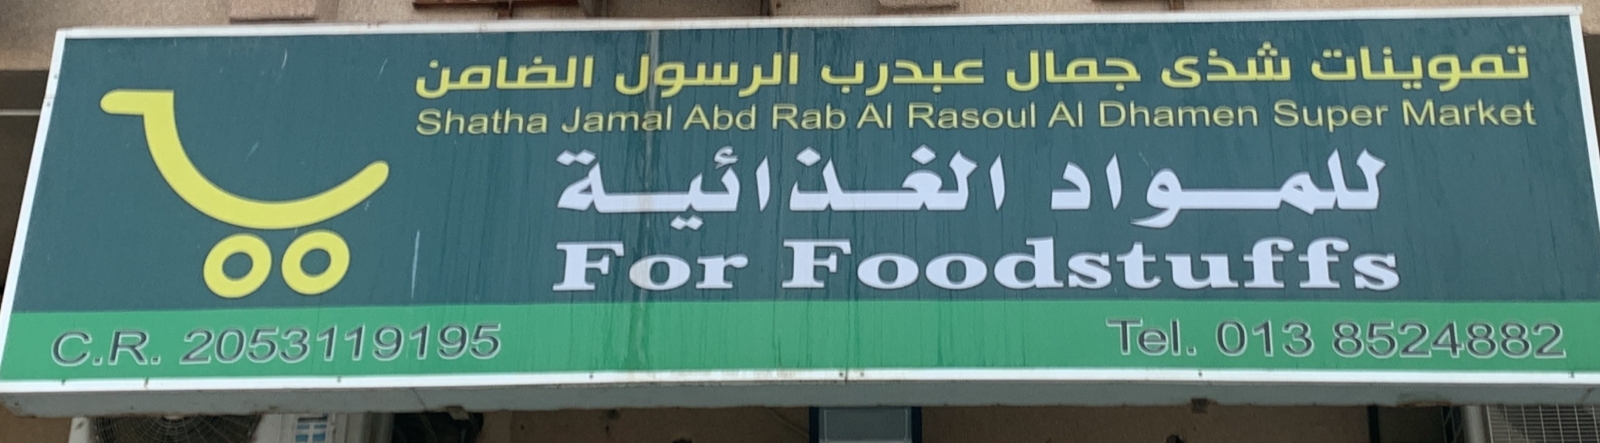 تموينات شذى جمال عبدرب الرسول الضامن
Shatha Jamal Abd Rab Al Rasoul Al Dhamen Super Market
للمواد الغذائية
For Foodstuffs
C.R. 2053119195
Tel. 013 8524882